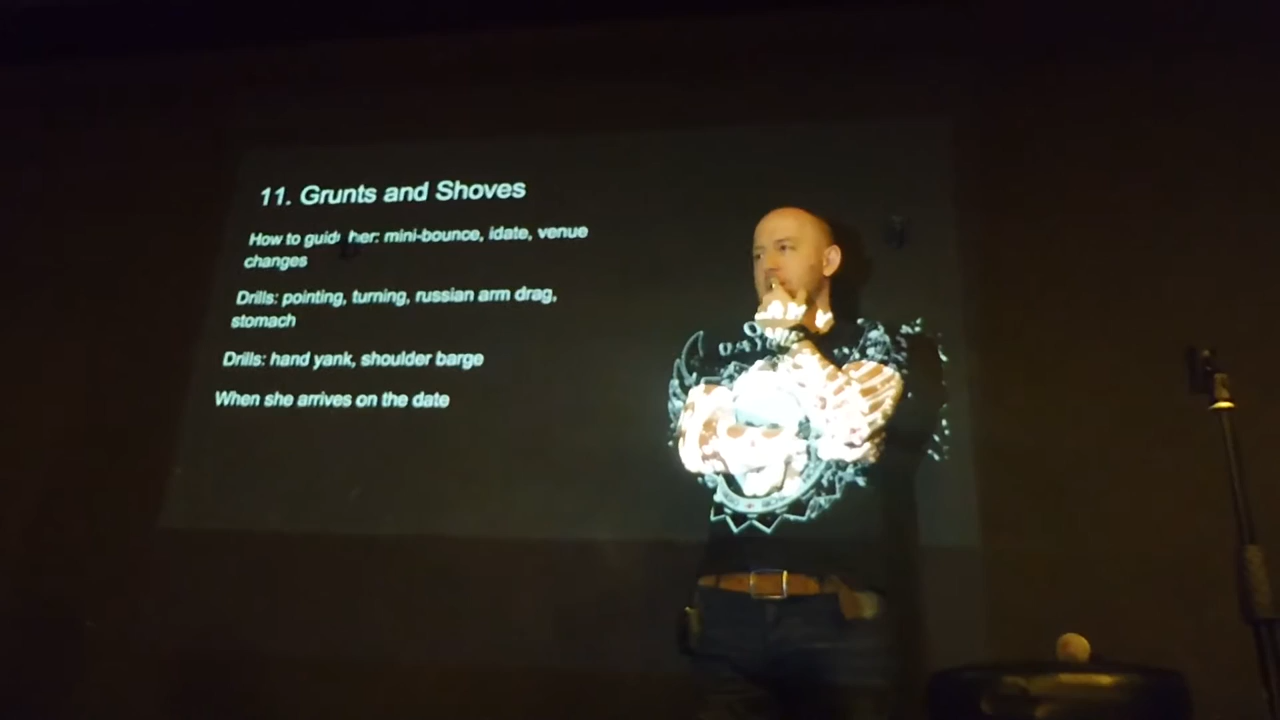 11. Grunts and Shoves
How to guide her: mini-bounce, idate, venue
changes
Drills: pointing, turning, russian arm drag,
stomach
Drills: hand yank, shoulder barge
When she arrives on the date